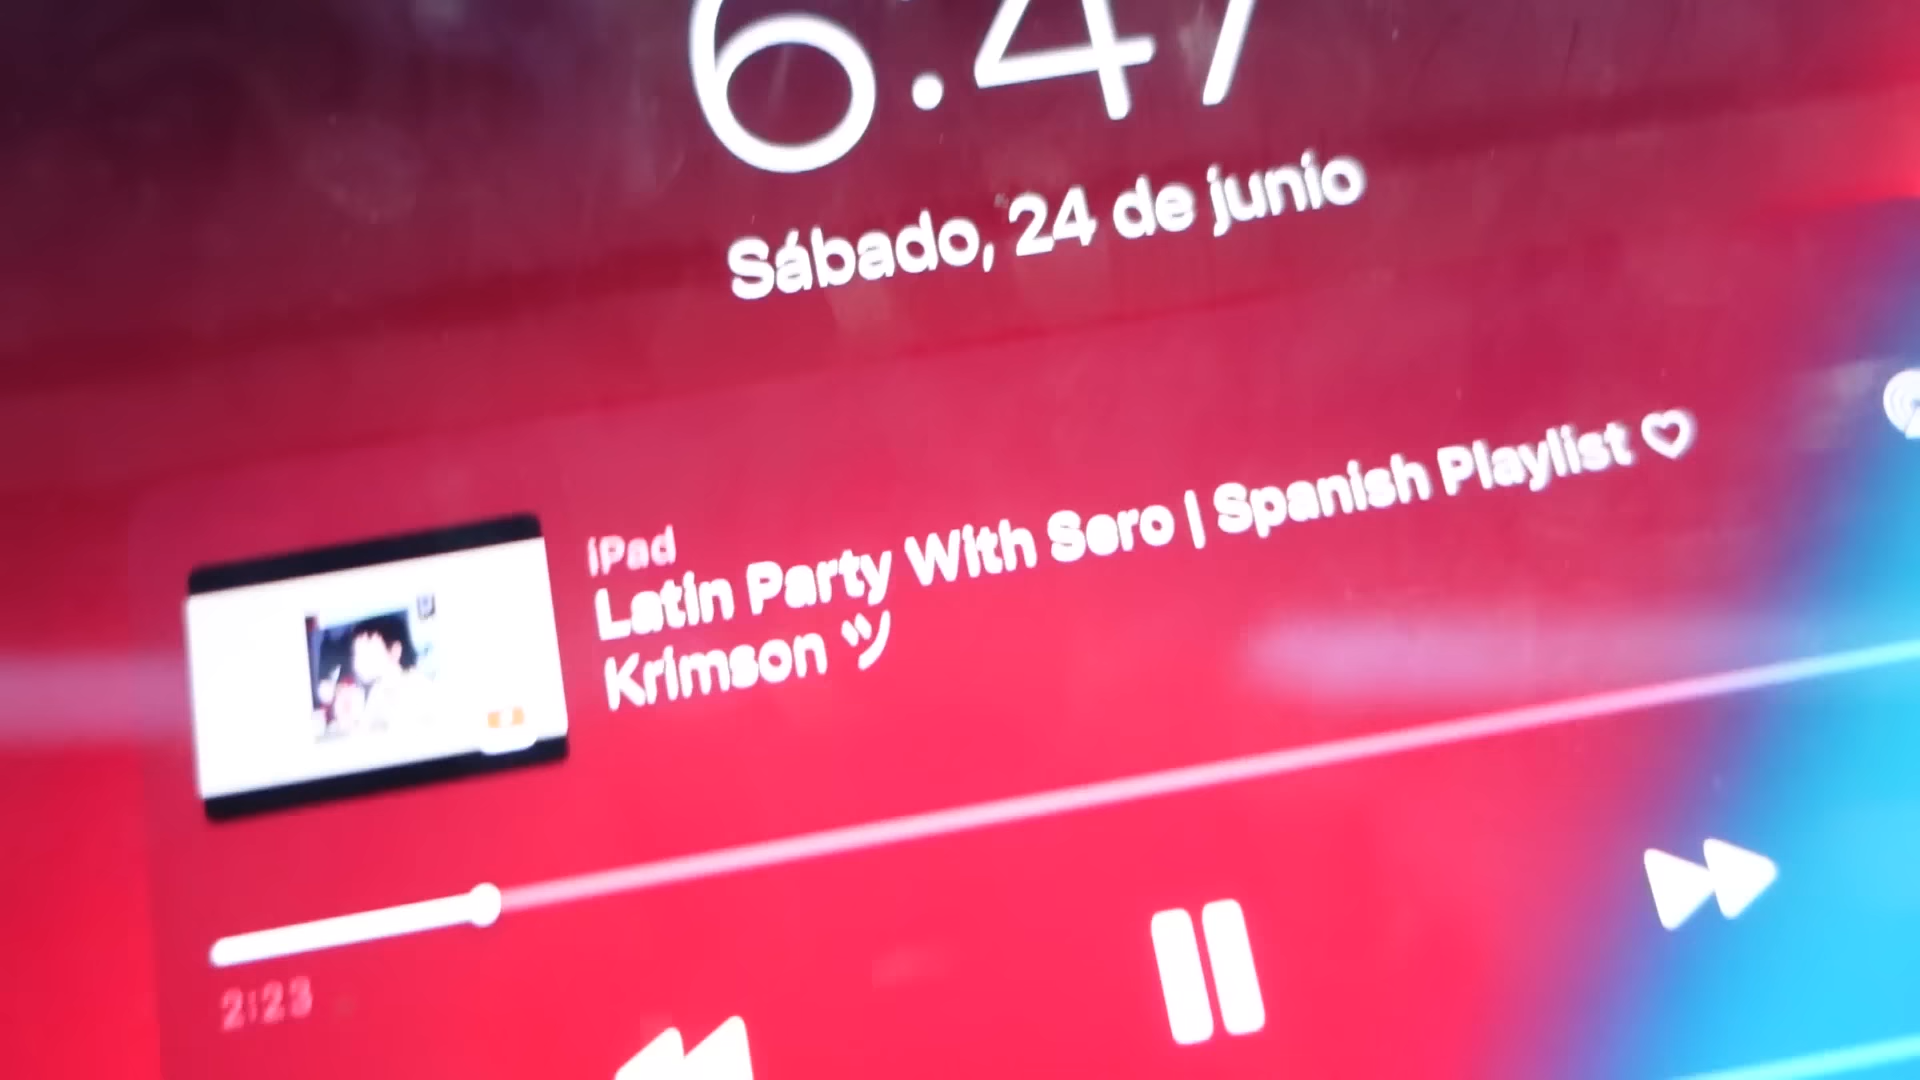 6:47
Sábado, 24 de junio
iPad
Latin Party With Sero | Spanish Playlist ♡
Krimson ツ
2:23